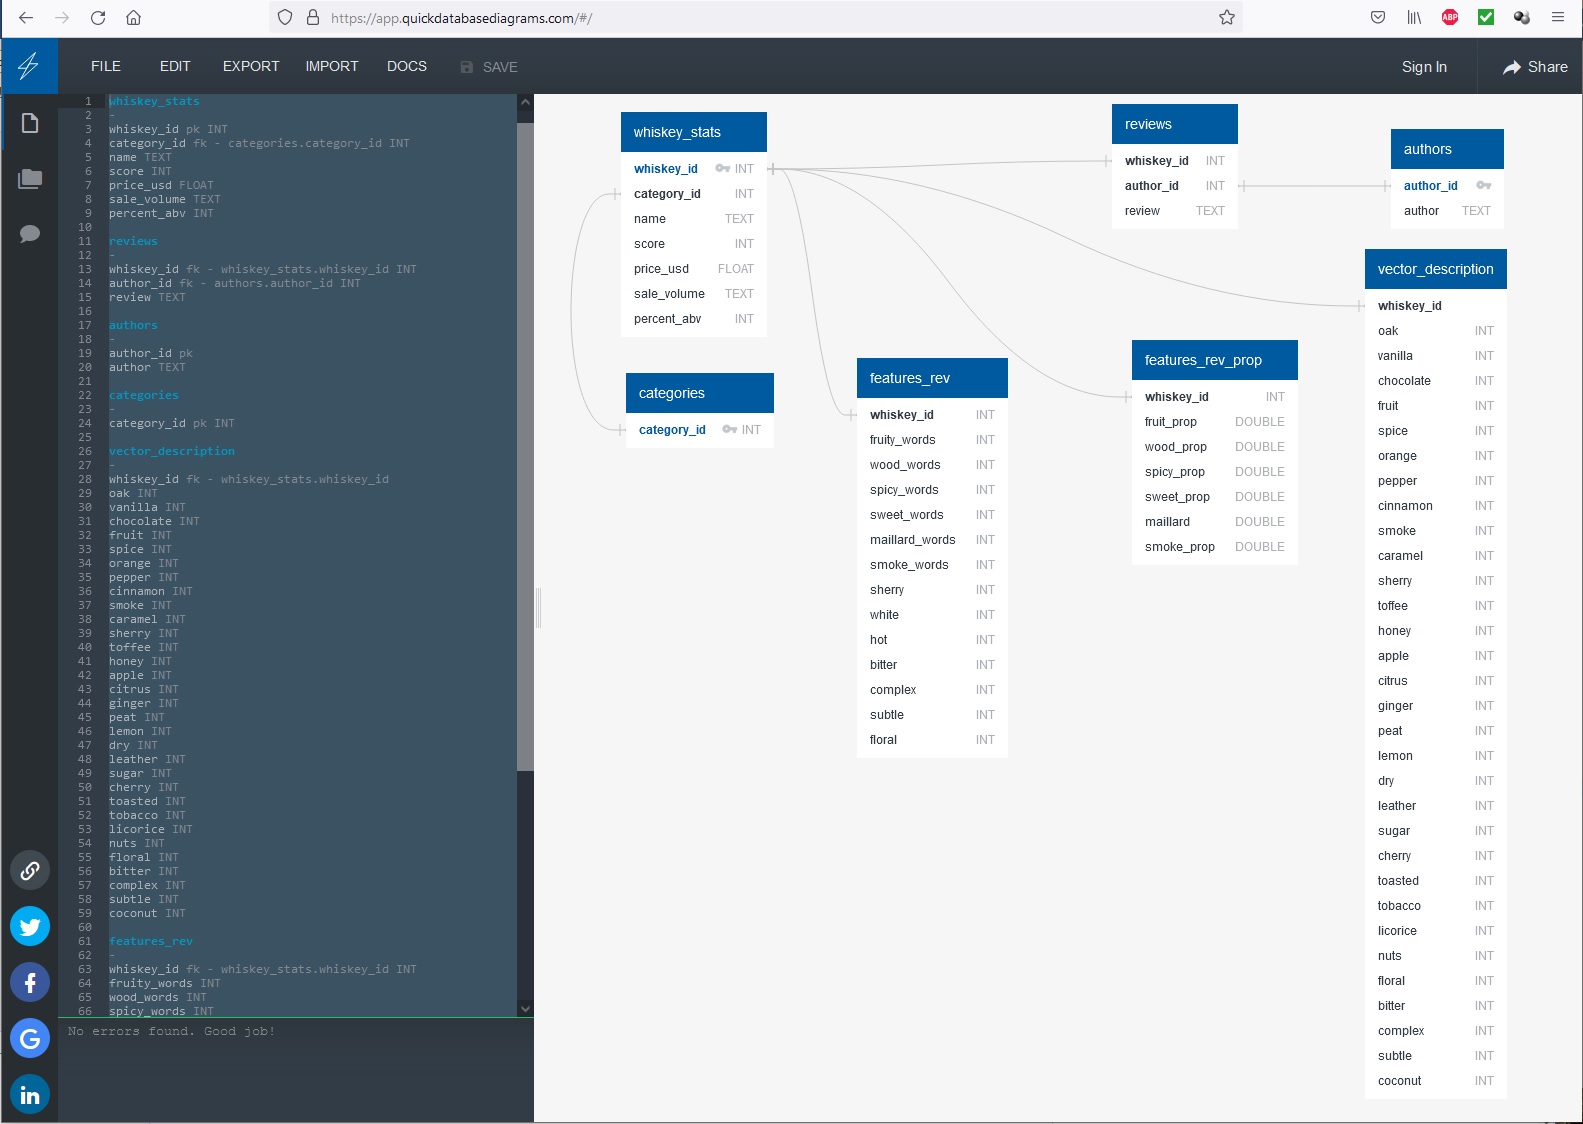 https://app.quickdatabasediagrams.com/#/
ABP
FILE EDIT EXPORT IMPORT DOCS SAVE
Sign In Share
1 whiskey_stats
2 -
3 whiskey_id pk INT
4 category_id fk - categories.category_id INT
5 name TEXT
6 score INT
7 price_usd FLOAT
8 sale_volume TEXT
9 percent_abv INT
10
11 reviews
12 -
13 whiskey_id fk - whiskey_stats.whiskey_id INT
14 author_id fk - authors.author_id INT
15 review TEXT
16
17 authors
18 -
19 author_id pk
20 author TEXT
21
22 categories
23 -
24 category_id pk INT
25
26 vector_description
27 -
28 whiskey_id fk - whiskey_stats.whiskey_id
29 oak INT
30 vanilla INT
31 chocolate INT
32 fruit INT
33 spice INT
34 orange INT
35 pepper INT
36 cinnamon INT
37 smoke INT
38 caramel INT
39 sherry INT
40 toffee INT
41 honey INT
42 apple INT
43 citrus INT
44 ginger INT
45 peat INT
46 lemon INT
47 dry INT
48 leather INT
49 sugar INT
50 cherry INT
51 toasted INT
52 tobacco INT
53 licorice INT
54 nuts INT
55 floral INT
56 bitter INT
57 complex INT
58 subtle INT
59 coconut INT
60
61 features_rev
62 -
63 whiskey_id fk - whiskey_stats.whiskey_id INT
64 fruity_words INT
65 wood_words INT
66 spicy_words INT
No errors found. Good job!
whiskey_stats
whiskey_id INT
category_id INT
name TEXT
score INT
price_usd FLOAT
sale_volume TEXT
percent_abv INT
categories
category_id INT
features_rev
whiskey_id INT
fruity_words INT
wood_words INT
spicy_words INT
sweet_words INT
maillard_words INT
smoke_words INT
sherry INT
white INT
hot INT
bitter INT
complex INT
subtle INT
floral INT
reviews
whiskey_id INT
author_id INT
review TEXT
authors
author_id
author TEXT
features_rev_prop
whiskey_id INT
fruit_prop DOUBLE
wood_prop DOUBLE
spicy_prop DOUBLE
sweet_prop DOUBLE
maillard DOUBLE
smoke_prop DOUBLE
vector_description
whiskey_id
oak INT
vanilla INT
chocolate INT
fruit INT
spice INT
orange INT
pepper INT
cinnamon INT
smoke INT
caramel INT
sherry INT
toffee INT
honey INT
apple INT
citrus INT
ginger INT
peat INT
lemon INT
dry INT
leather INT
sugar INT
cherry INT
toasted INT
tobacco INT
licorice INT
nuts INT
floral INT
bitter INT
complex INT
subtle INT
coconut INT